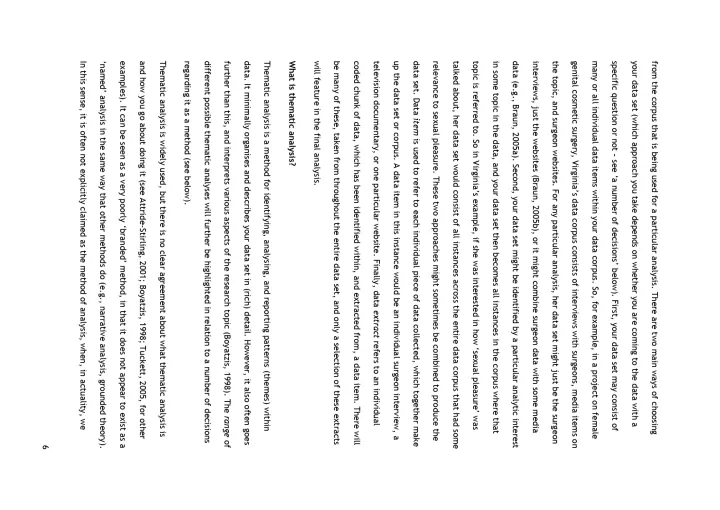 from the corpus that is being used for a particular analysis. There are two main ways of choosing
your data set (which approach you take depends on whether you are coming to the data with a
specific question or not - see 'a number of decisions' below). First, your data set may consist of
many or all individual data items within your data corpus. So, for example, in a project on female
genital cosmetic surgery, Virginia's data corpus consists of interviews with surgeons, media items on
the topic, and surgeon websites. For any particular analysis, her data set might just be the surgeon
interviews, just the websites (Braun, 2005b), or it might combine surgeon data with some media
data (e.g., Braun, 2005a). Second, your data set might be identified by a particular analytic interest
in some topic in the data, and your data set then becomes all instances in the corpus where that
topic is referred to. So in Virginia's example, if she was interested in how 'sexual pleasure' was
talked about, her data set would consist of all instances across the entire data corpus that had some
relevance to sexual pleasure. These two approaches might sometimes be combined to produce the
data set. Data item is used to refer to each individual piece of data collected, which together make
up the data set or corpus. A data item in this instance would be an individual surgeon interview, a
television documentary, or one particular website. Finally, data extract refers to an individual
coded chunk of data, which has been identified within, and extracted from, a data item. There will
be many of these, taken from throughout the entire data set, and only a selection of these extracts
will feature in the final analysis.
What is thematic analysis?
Thematic analysis is a method for identifying, analysing, and reporting patterns (themes) within
data. It minimally organises and describes your data set in (rich) detail. However, it also often goes
further than this, and interprets various aspects of the research topic (Boyatzis, 1998). The range of
different possible thematic analyses will further be highlighted in relation to a number of decisions
regarding it as a method (see below).
Thematic analysis is widely used, but there is no clear agreement about what thematic analysis is
and how you go about doing it (see Attride-Stirling, 2001; Boyatzis, 1998; Tuckett, 2005, for other
examples). It can be seen as a very poorly 'branded' method, in that it does not appear to exist as a
'named' analysis in the same way that other methods do (e.g., narrative analysis, grounded theory).
In this sense, it is often not explicitly claimed as the method of analysis, when, in actuality, we
6